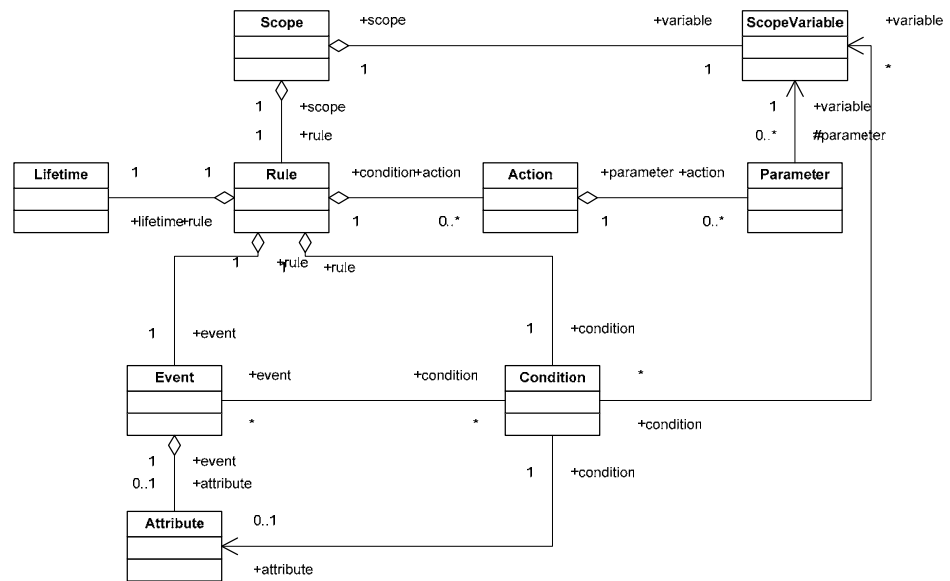 Scope +scope +variable ScopeVariable +variable
1 1 *
1 +scope 1 +variable
1 +rule 0..* #parameter
Lifetime 1 1 Rule +condition+action Action +parameter +action Parameter
+lifetime+rule 1 0..* 1 0..*
1 +rule 1 +rule
1 +event 1 +condition
Event +event +condition Condition *
* * +condition
1 +event 1 +condition
0..1 +attribute
Attribute 0..1
+attribute